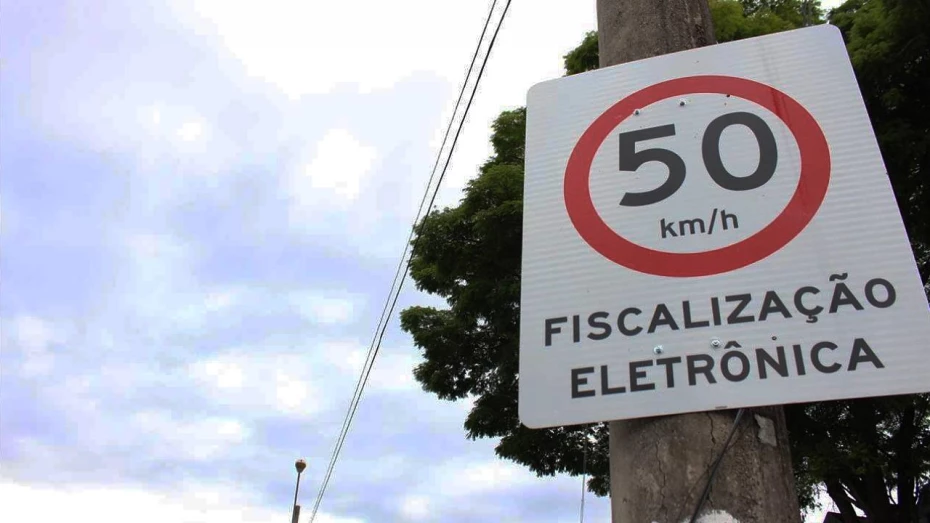 50
km/h
FISCALIZAÇÃO
ELETRÔNICA